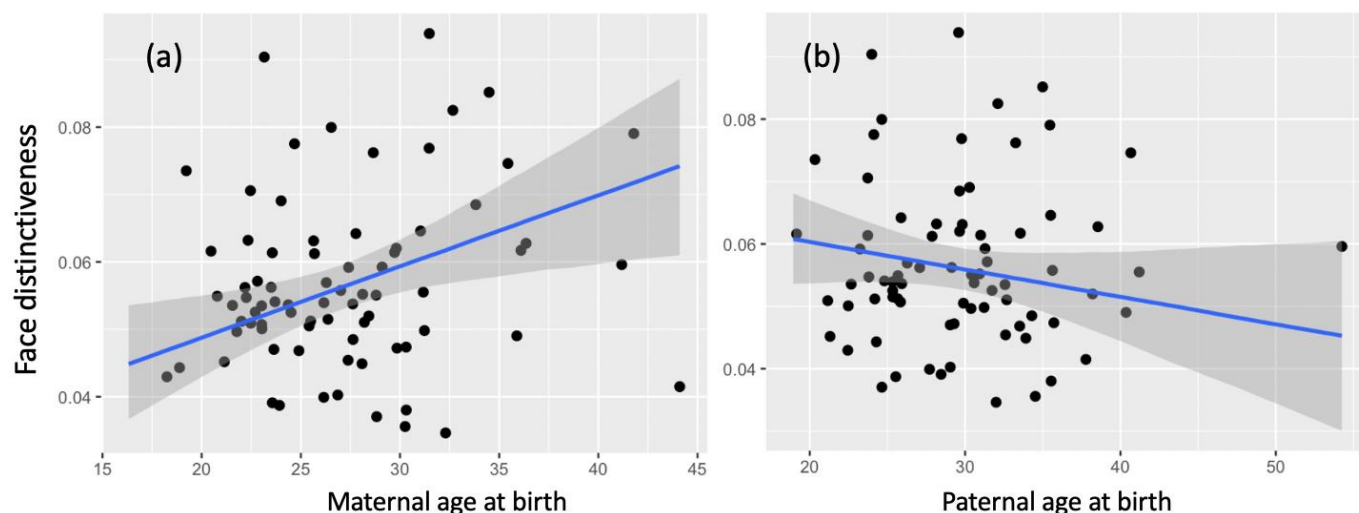 (a)
(b)
Face distinctiveness
0.08
0.06
0.04
15 20 25 30 35 40 45
Maternal age at birth
0.08
0.06
0.04
20 30 40 50
Paternal age at birth